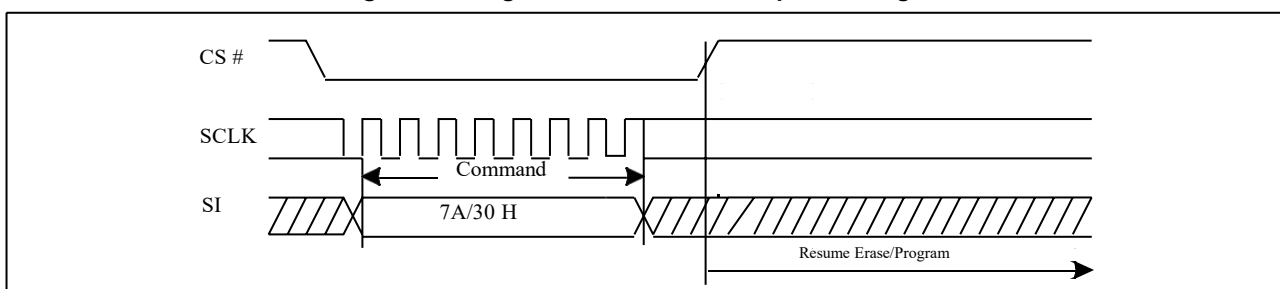 CS #
SCLK
Command
SI
7A/30 H
Resume Erase/Program